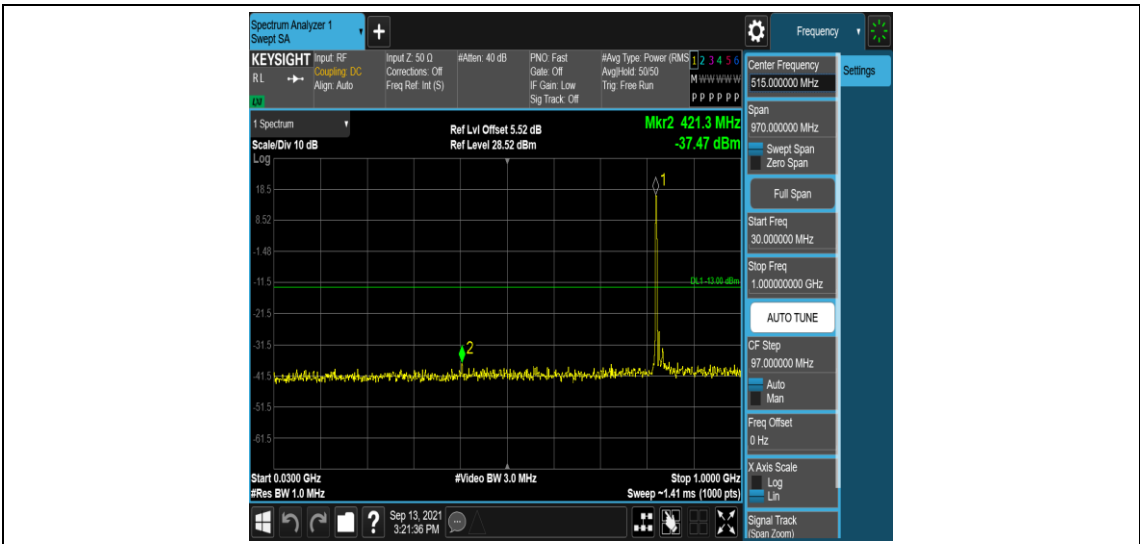 Spectrum Analyzer 1
Swept SA
+
Frequency
KEYSIGHT
RL
LXI
Input: RF
Coupling: DC
Align: Auto
Input Z: 50 Ω
Corrections: Off
Freq Ref: Int (S)
#Atten: 40 dB
PNO: Fast
Gate: Off
IF Gain: Low
Sig Track: Off
#Avg Type: Power (RMS
Avg|Hold: 50/50
Trig: Free Run
1 2 3 4 5 6
M W W W W W
P P P P P P
1 Spectrum
Scale/Div 10 dB
Log
Ref Lvl Offset 5.52 dB
Ref Level 28.52 dBm
Mkr2 421.3 MHz
-37.47 dBm
18.5
8.52
-1.48
-11.5
-21.5
-31.5
-41.5
-51.5
-61.5
1
DL1 -13.00 dBm
2
Start 0.0300 GHz
#Res BW 1.0 MHz
#Video BW 3.0 MHz
Stop 1.0000 GHz
Sweep ~1.41 ms (1000 pts)
Center Frequency
515.000000 MHz
Settings
Span
970.000000 MHz
Swept Span
Zero Span
Full Span
Start Freq
30.000000 MHz
Stop Freq
1.000000000 GHz
AUTO TUNE
CF Step
97.000000 MHz
Auto
Man
Freq Offset
0 Hz
X Axis Scale
Log
Lin
Signal Track
(Span Zoom)
?
Sep 13, 2021
3:21:36 PM